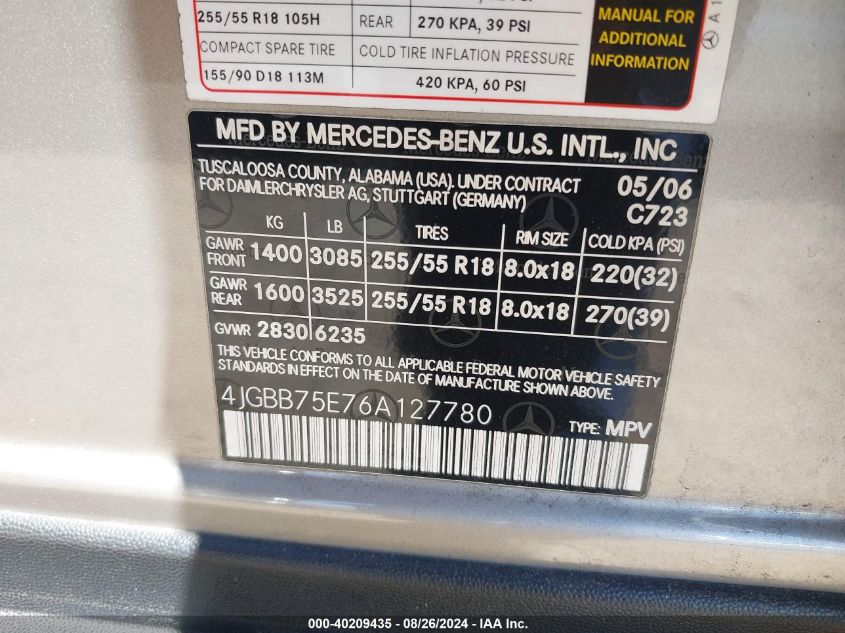 255/55 R18 105H REAR 270 KPA, 39 PSI
COMPACT SPARE TIRE COLD TIRE INFLATION PRESSURE
155/90 D18 113M 420 KPA, 60 PSI
MANUAL FOR
ADDITIONAL
INFORMATION
MFD BY MERCEDES-BENZ U.S. INTL., INC
TUSCALOOSA COUNTY, ALABAMA (USA). UNDER CONTRACT
FOR DAIMLERCHRYSLER AG, STUTTGART (GERMANY)
05/06
C723
KG LB TIRES RIM SIZE COLD KPA (PSI)
GAWR FRONT 1400 3085 255/55 R18 8.0x18 220(32)
GAWR REAR 1600 3525 255/55 R18 8.0x18 270(39)
GVWR 2830 6235
THIS VEHICLE CONFORMS TO ALL APPLICABLE FEDERAL MOTOR VEHICLE SAFETY
STANDARDS IN EFFECT ON THE DATE OF MANUFACTURE SHOWN ABOVE.
4JGBB75E76A127780
TYPE: MPV
000-40209435 - 08/26/2024 - IAA Inc.